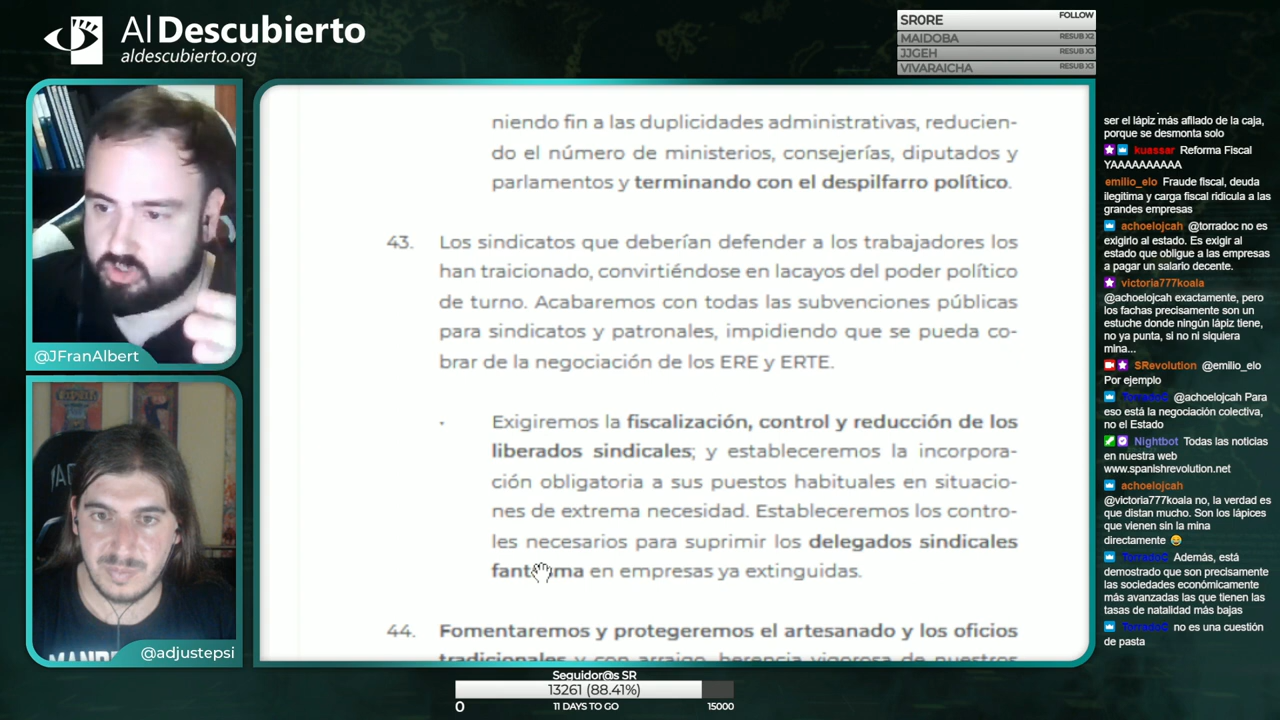 Al Descubierto
aldescubierto.org
SR0RE FOLLOW
MAIDOBA RESUB X2
JJGEH RESUB X3
VIVARAICHA RESUB X3
@JFranAlbert
@adjustepsi
niendo fin a las duplicidades administrativas, reducien-
do el número de ministerios, consejerías, diputados y
parlamentos y terminando con el despilfarro político.
43. Los sindicatos que deberían defender a los trabajadores los
han traicionado, convirtiéndose en lacayos del poder político
de turno. Acabaremos con todas las subvenciones públicas
para sindicatos y patronales, impidiendo que se pueda co-
brar de la negociación de los ERE y ERTE.
· Exigiremos la fiscalización, control y reducción de los
liberados sindicales; y estableceremos la incorpora-
ción obligatoria a sus puestos habituales en situacio-
nes de extrema necesidad. Estableceremos los contro-
les necesarios para suprimir los delegados sindicales
fantasma en empresas ya extinguidas.
44. Fomentaremos y protegeremos el artesanado y los oficios
tradicionales y con arraigo, herencia vigorosa de nuestros
ser el lápiz más afilado de la caja,
porque se desmonta solo
kuassar Reforma Fiscal
YAAAAAAAAAA
emilio_elo Fraude fiscal, deuda
ilegitima y carga fiscal ridicula a las
grandes empresas
achoelojcah @torradoc no es
exigirlo al estado. Es exigir al
estado que obligue a las empresas
a pagar un salario decente.
victoria777koala
@achoelojcah exactamente, pero
los fachas precisamente son un
estuche donde ningún lápiz tiene,
no ya punta, si no ni siquiera
mina...
SRevolution @emilio_elo
Por ejemplo
TorradoC @achoelojcah Para
eso está la negociación colectiva,
no el Estado
Nightbot Todas las noticias
en nuestra web
www.spanishrevolution.net
achoelojcah
@victoria777koala no, la verdad es
que distan mucho. Son los lápices
que vienen sin la mina
directamente 😄
TorradoC Además, está
demostrado que son precisamente
las sociedades económicamente
más avanzadas las que tienen las
tasas de natalidad más bajas
TorradoC no es una cuestión
de pasta
Seguidor@s SR
13261 (88.41%)
0 11 DAYS TO GO 15000